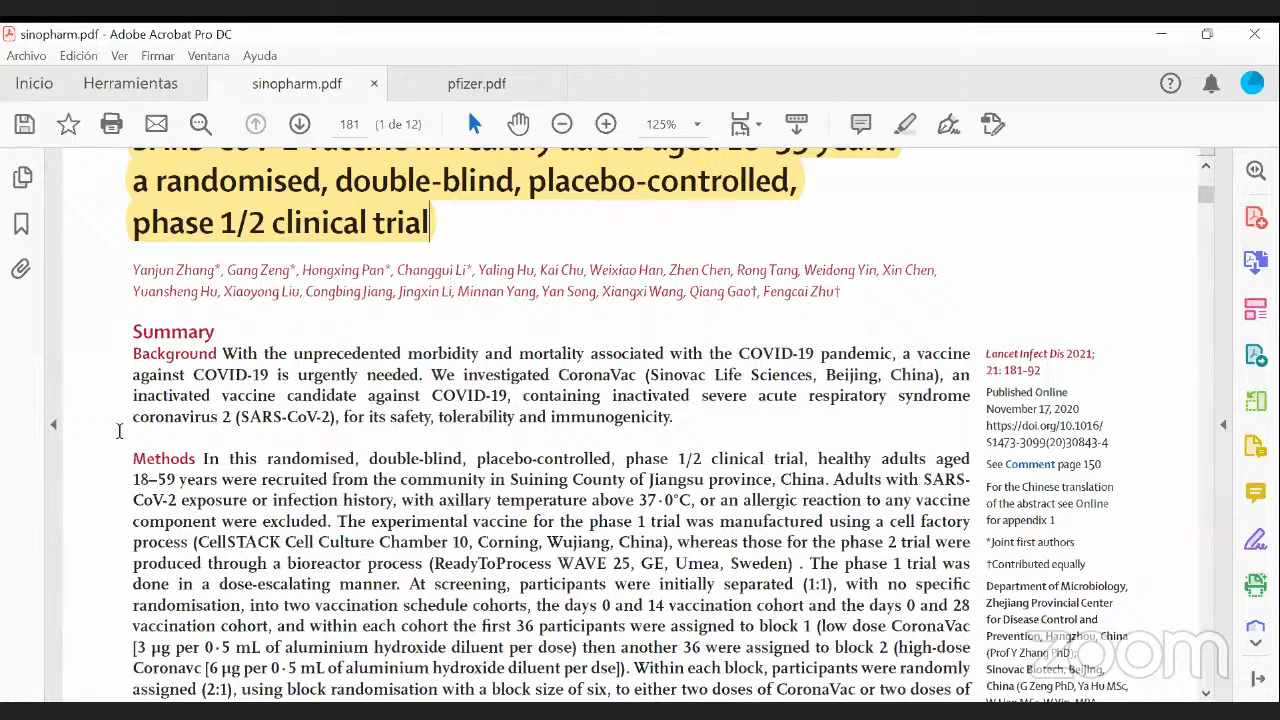 sinopharm.pdf - Adobe Acrobat Pro DC
Archivo Edición Ver Firmar Ventana Ayuda
Inicio Herramientas sinopharm.pdf × pfizer.pdf
181 (1 de 12) 125%
SARS-CoV-2 vaccine in healthy adults aged 18–59 years:
a randomised, double-blind, placebo-controlled,
phase 1/2 clinical trial
Yanjun Zhang*, Gang Zeng*, Hongxing Pan*, Changgui Li*, Yaling Hu, Kai Chu, Weixiao Han, Zhen Chen, Rong Tang, Weidong Yin, Xin Chen,
Yuansheng Hu, Xiaoyong Liu, Congbing Jiang, Jingxin Li, Minnan Yang, Yan Song, Xiangxi Wang, Qiang Gao†, Fengcai Zhu†
Summary
Background With the unprecedented morbidity and mortality associated with the COVID-19 pandemic, a vaccine
against COVID-19 is urgently needed. We investigated CoronaVac (Sinovac Life Sciences, Beijing, China), an
inactivated vaccine candidate against COVID-19, containing inactivated severe acute respiratory syndrome
coronavirus 2 (SARS-CoV-2), for its safety, tolerability and immunogenicity.
Methods In this randomised, double-blind, placebo-controlled, phase 1/2 clinical trial, healthy adults aged
18–59 years were recruited from the community in Suining County of Jiangsu province, China. Adults with SARS-
CoV-2 exposure or infection history, with axillary temperature above 37·0°C, or an allergic reaction to any vaccine
component were excluded. The experimental vaccine for the phase 1 trial was manufactured using a cell factory
process (CellSTACK Cell Culture Chamber 10, Corning, Wujiang, China), whereas those for the phase 2 trial were
produced through a bioreactor process (ReadyToProcess WAVE 25, GE, Umea, Sweden) . The phase 1 trial was
done in a dose-escalating manner. At screening, participants were initially separated (1:1), with no specific
randomisation, into two vaccination schedule cohorts, the days 0 and 14 vaccination cohort and the days 0 and 28
vaccination cohort, and within each cohort the first 36 participants were assigned to block 1 (low dose CoronaVac
[3 μg per 0·5 mL of aluminium hydroxide diluent per dose) then another 36 were assigned to block 2 (high-dose
Coronavc [6 μg per 0·5 mL of aluminium hydroxide diluent per dse]). Within each block, participants were randomly
assigned (2:1), using block randomisation with a block size of six, to either two doses of CoronaVac or two doses of
Lancet Infect Dis 2021;
21: 181–92
Published Online
November 17, 2020
https://doi.org/10.1016/
S1473-3099(20)30843-4
See Comment page 150
For the Chinese translation
of the abstract see Online
for appendix 1
*Joint first authors
†Contributed equally
Department of Microbiology,
Zhejiang Provincial Center
for Disease Control and
Prevention, Hangzhou, China
(Prof Y Zhang PhD);
Sinovac Biotech, Beijing,
China (G Zeng PhD, Ya Hu MSc,
zoom